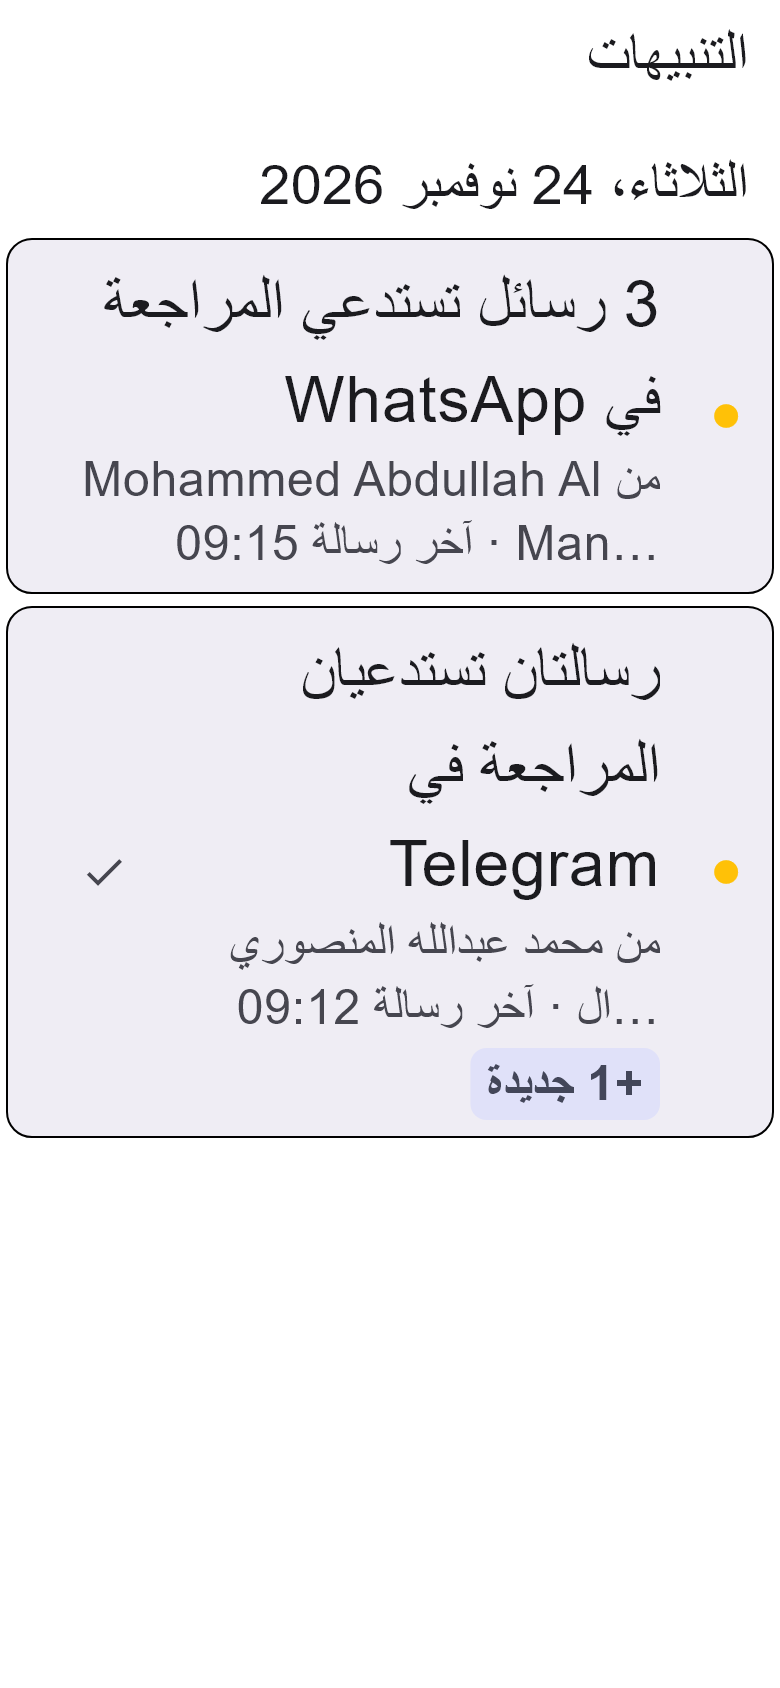 التنبيهات
الثلاثاء، 24 نوفمبر 2026
3 رسائل تستدعي المراجعة
في WhatsApp
من Mohammed Abdullah Al
Man… · آخر رسالة 09:15
رسالتان تستدعيان
المراجعة في
Telegram
من محمد عبدالله المنصوري
ال… · آخر رسالة 09:12
+1 جديدة